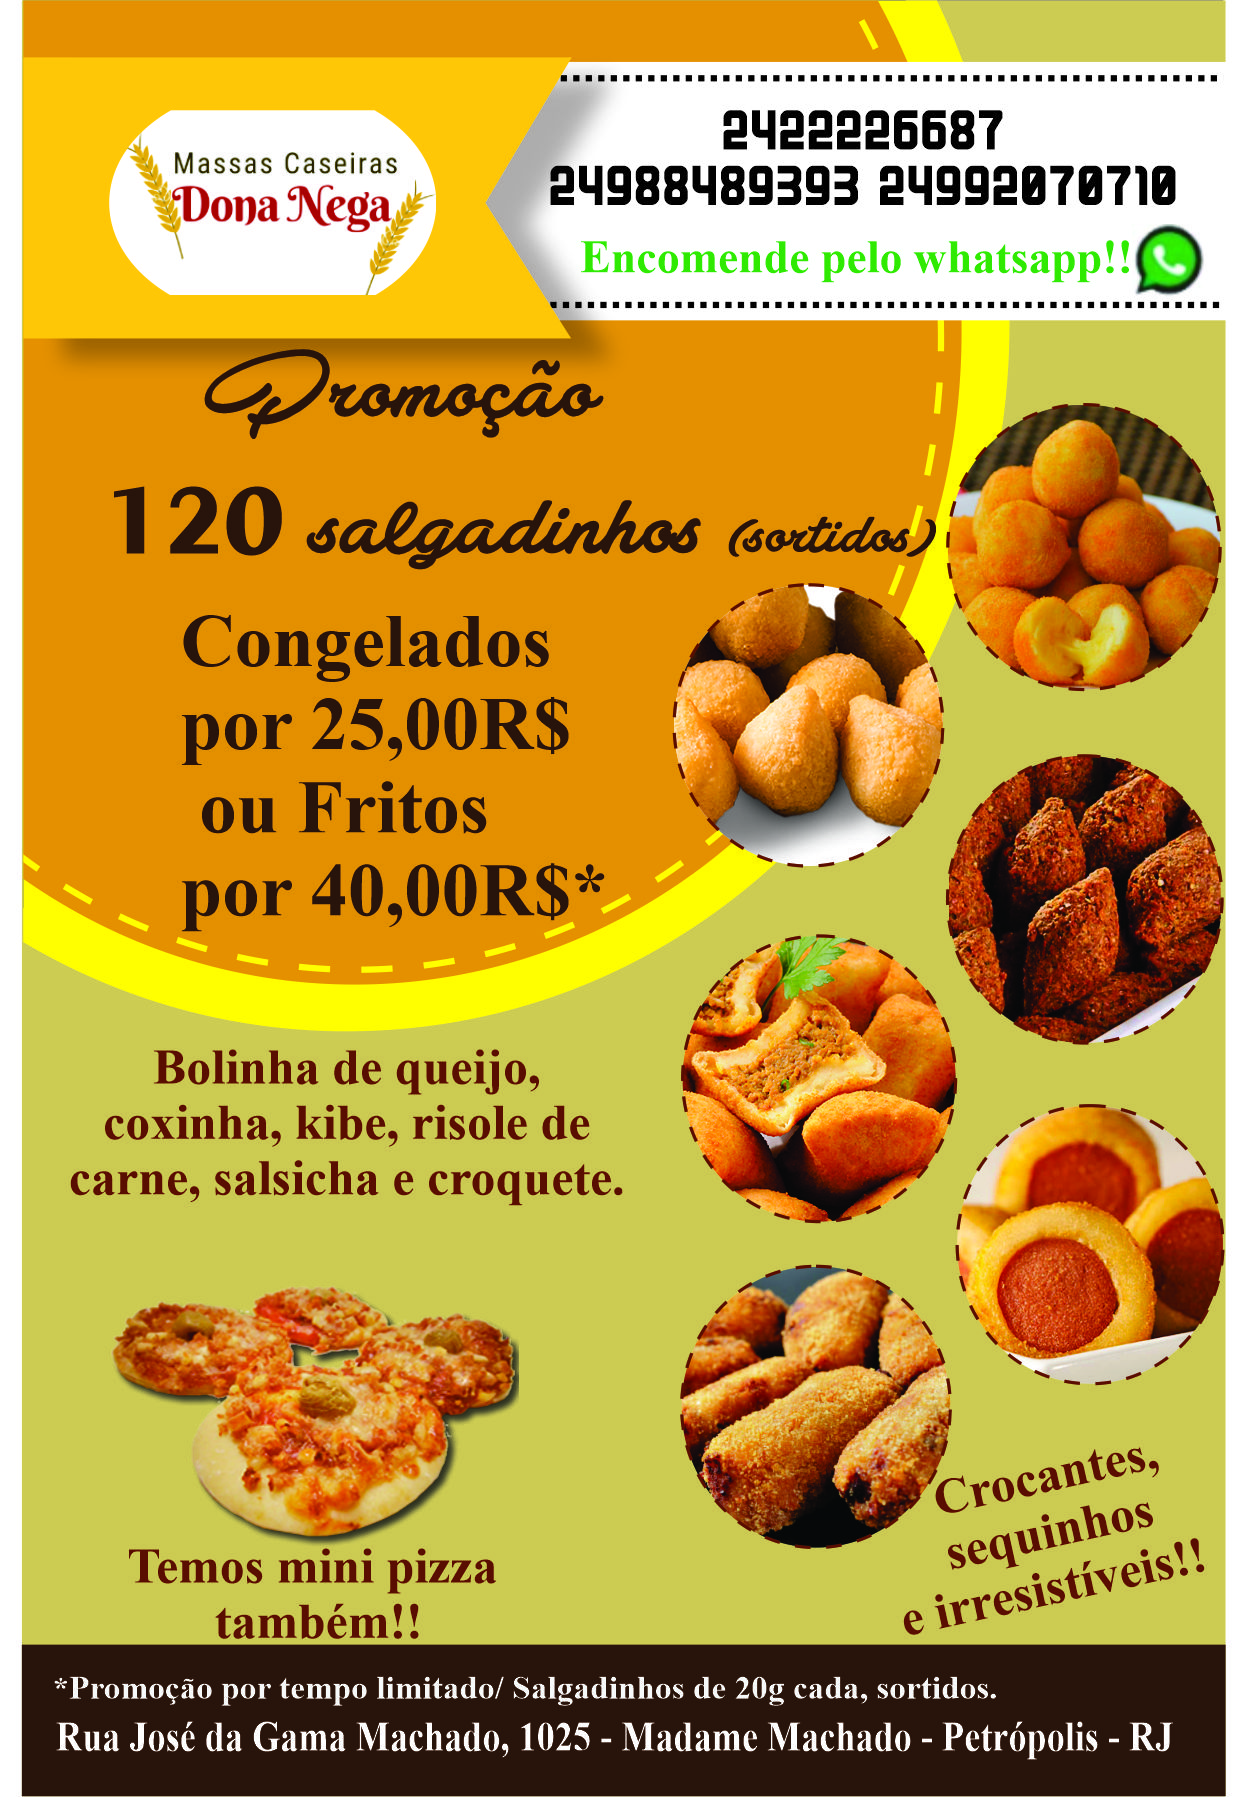 Massas Caseiras
Dona Nega
2422226687
24988489393 24992070710
Encomende pelo whatsapp!!
Promoção
120 salgadinhos (sortidos)
Congelados
por 25,00R$
ou Fritos
por 40,00R$*
Bolinha de queijo,
coxinha, kibe, risole de
carne, salsicha e croquete.
Temos mini pizza
também!!
Crocantes,
sequinhos
e irresistíveis!!
*Promoção por tempo limitado/ Salgadinhos de 20g cada, sortidos.
Rua José da Gama Machado, 1025 - Madame Machado - Petrópolis - RJ